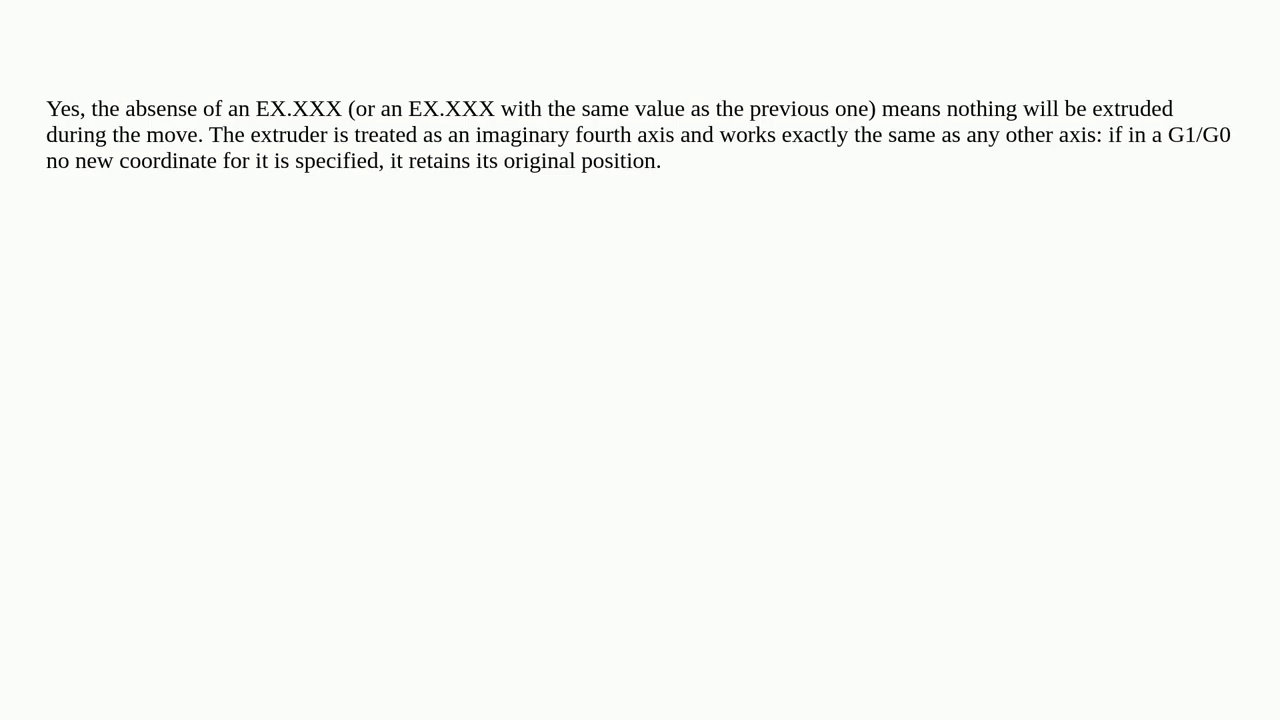 Yes, the absense of an EX.XXX (or an EX.XXX with the same value as the previous one) means nothing will be extruded
during the move. The extruder is treated as an imaginary fourth axis and works exactly the same as any other axis: if in a G1/G0
no new coordinate for it is specified, it retains its original position.